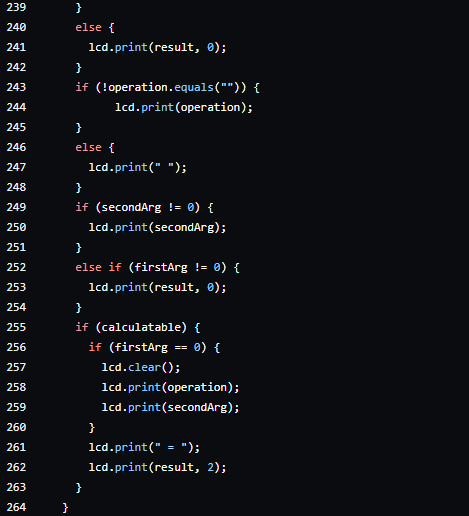 239       }
240       else {
241         lcd.print(result, 0);
242       }
243       if (!operation.equals("")) {
244             lcd.print(operation);
245       }
246       else {
247         lcd.print(" ");
248       }
249       if (secondArg != 0) {
250         lcd.print(secondArg);
251       }
252       else if (firstArg != 0) {
253         lcd.print(result, 0);
254       }
255       if (calculatable) {
256         if (firstArg == 0) {
257           lcd.clear();
258           lcd.print(operation);
259           lcd.print(secondArg);
260         }
261         lcd.print(" = ");
262         lcd.print(result, 2);
263       }
264     }